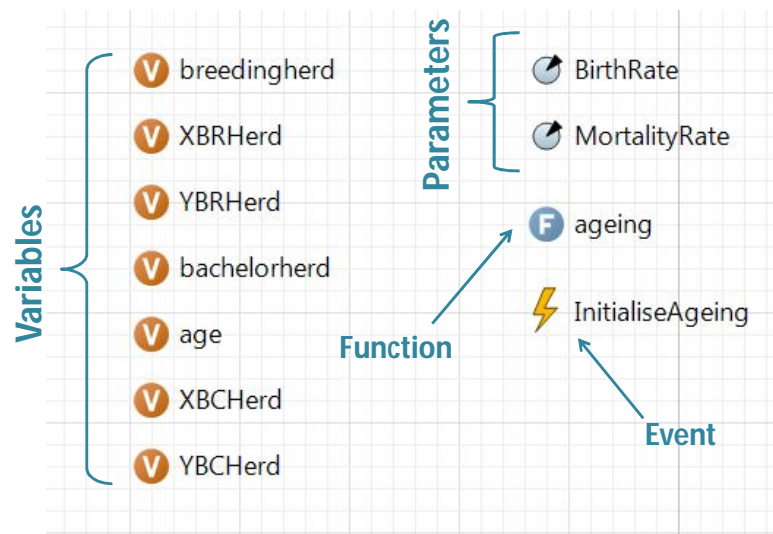 Variables
V breedingherd
V XBRHerd
V YBRHerd
V bachelorherd
V age
V XBCHerd
V YBCHerd
Parameters
BirthRate
MortalityRate
F ageing
Function
InitialiseAgeing
Event